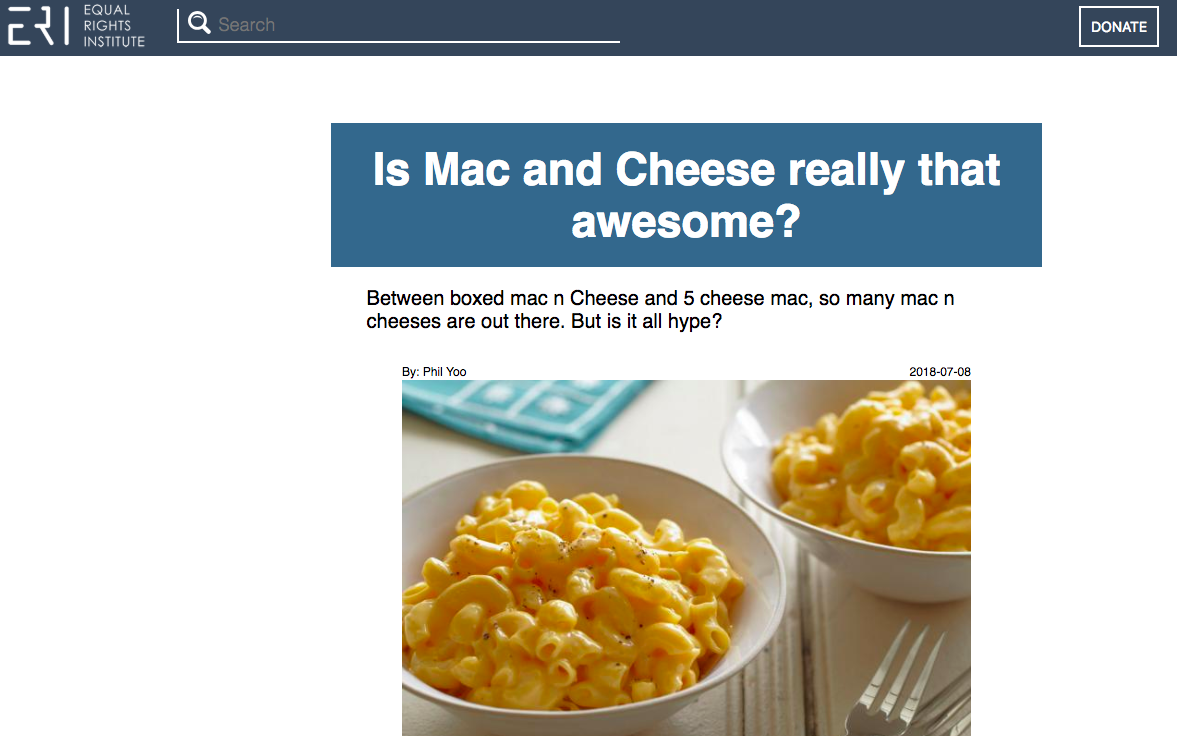 ERI
EQUAL
RIGHTS
INSTITUTE
Search
DONATE
Is Mac and Cheese really that
awesome?
Between boxed mac n Cheese and 5 cheese mac, so many mac n
cheeses are out there. But is it all hype?
By: Phil Yoo
2018-07-08